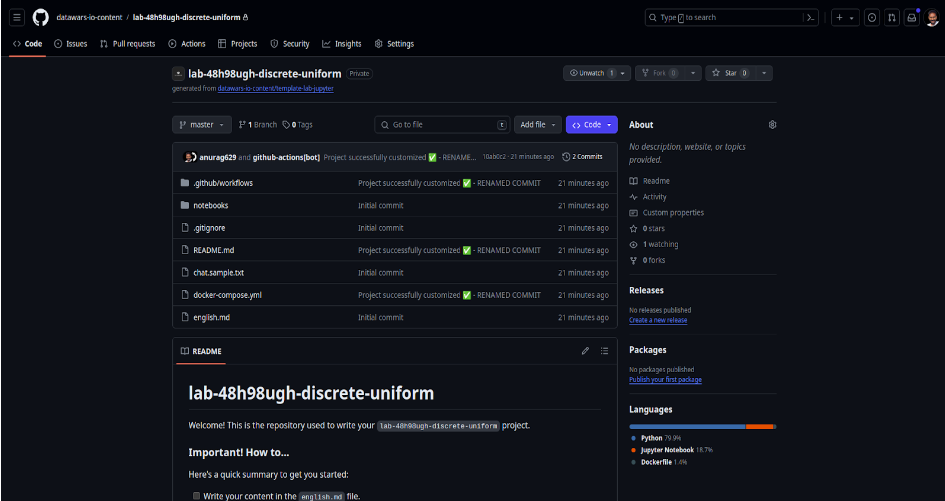 datawars-io-content / lab-48h98ugh-discrete-uniform
Type / to search
Code Issues Pull requests Actions Projects Security Insights Settings
lab-48h98ugh-discrete-uniform Private
generated from datawars-io-content/template-lab-jupyter
Unwatch 1 Fork 0 Star 0
master 1 Branch 0 Tags Go to file t Add file Code
anurag629 and github-actions[bot] Project successfully customized ✅ - RENAME... 10ab0c2 · 21 minutes ago 2 Commits
.github/workflows Project successfully customized ✅ - RENAMED COMMIT 21 minutes ago
notebooks Initial commit 21 minutes ago
.gitignore Initial commit 21 minutes ago
README.md Project successfully customized ✅ - RENAMED COMMIT 21 minutes ago
chat.sample.txt Initial commit 21 minutes ago
docker-compose.yml Project successfully customized ✅ - RENAMED COMMIT 21 minutes ago
english.md Initial commit 21 minutes ago
README
lab-48h98ugh-discrete-uniform
Welcome! This is the repository used to write your lab-48h98ugh-discrete-uniform project.
Important! How to...
Here's a quick summary to get you started:
Write your content in the english.md file.
About
No description, website, or topics
provided.
Readme
Activity
Custom properties
0 stars
1 watching
0 forks
Releases
No releases published
Create a new release
Packages
No packages published
Publish your first package
Languages
Python 79.9%
Jupyter Notebook 18.7%
Dockerfile 1.4%